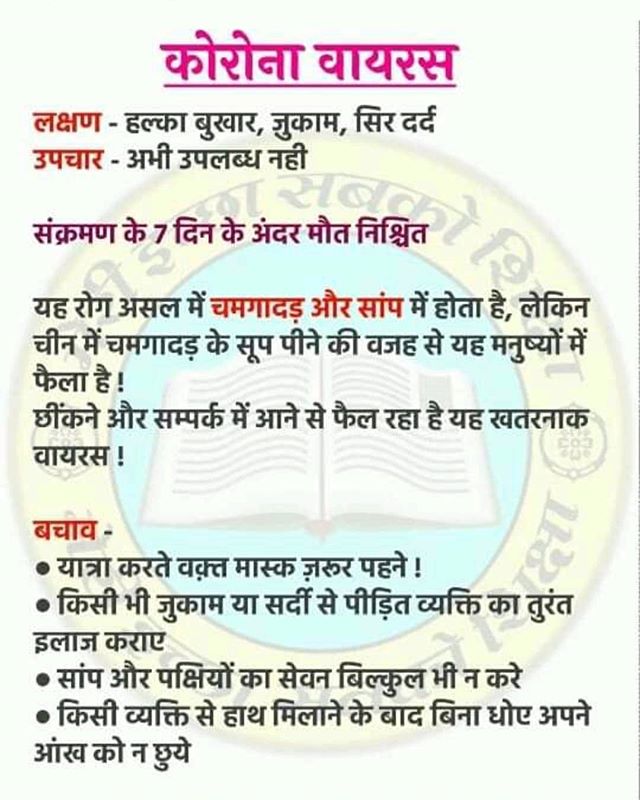 कोरोना वायरस
लक्षण - हल्का बुखार, ज़ुकाम, सिर दर्द
उपचार - अभी उपलब्ध नही
संक्रमण के 7 दिन के अंदर मौत निश्चित
यह रोग असल में चमगादड़ और सांप में होता है, लेकिन
चीन में चमगादड़ के सूप पीने की वजह से यह मनुष्यों में
फैला है !
छींकने और सम्पर्क में आने से फैल रहा है यह खतरनाक
वायरस !
बचाव -
● यात्रा करते वक़्त मास्क ज़रूर पहने !
● किसी भी जुकाम या सर्दी से पीड़ित व्यक्ति का तुरंत
इलाज कराए
● सांप और पक्षियों का सेवन बिल्कुल भी न करे
● किसी व्यक्ति से हाथ मिलाने के बाद बिना धोए अपने
आंख को न छुये